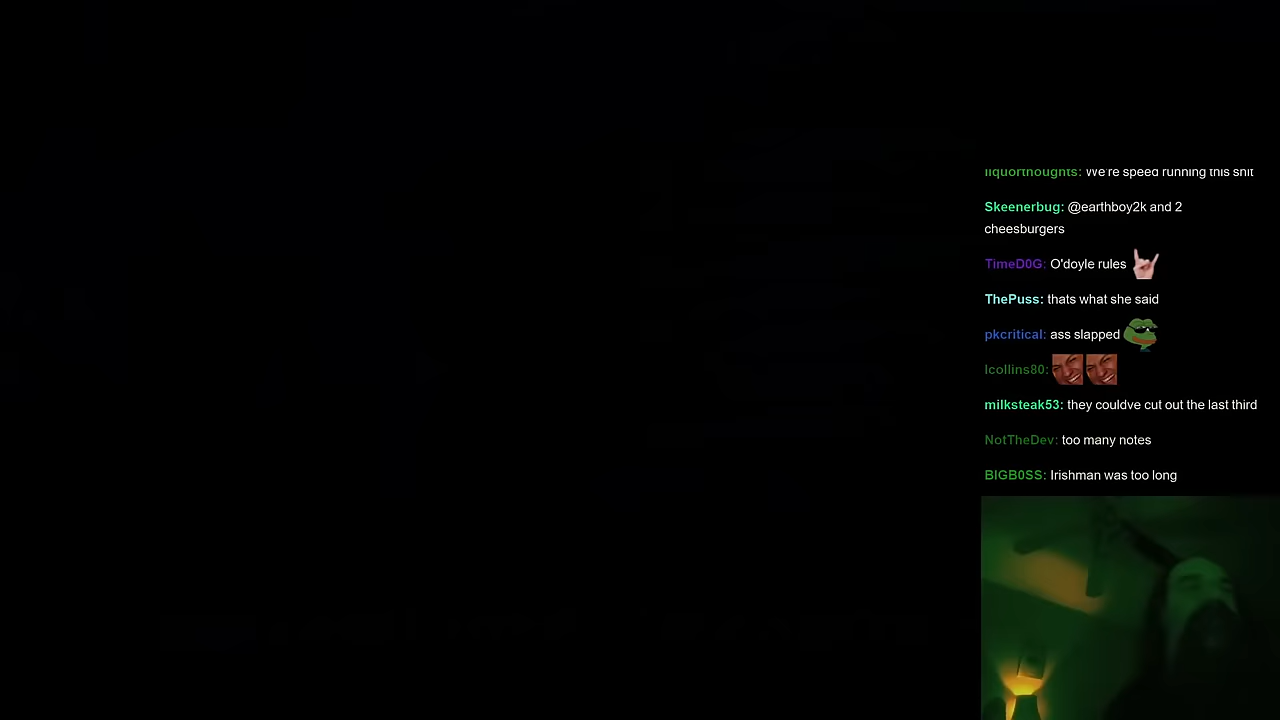 liquorthoughts: We're speed running this shit
Skeenerbug: @earthboy2k and 2
cheesburgers
TimeD0G: O'doyle rules
ThePuss: thats what she said
pkcritical: ass slapped
lcollins80:
milksteak53: they couldve cut out the last third
NotTheDev: too many notes
BIGB0SS: Irishman was too long